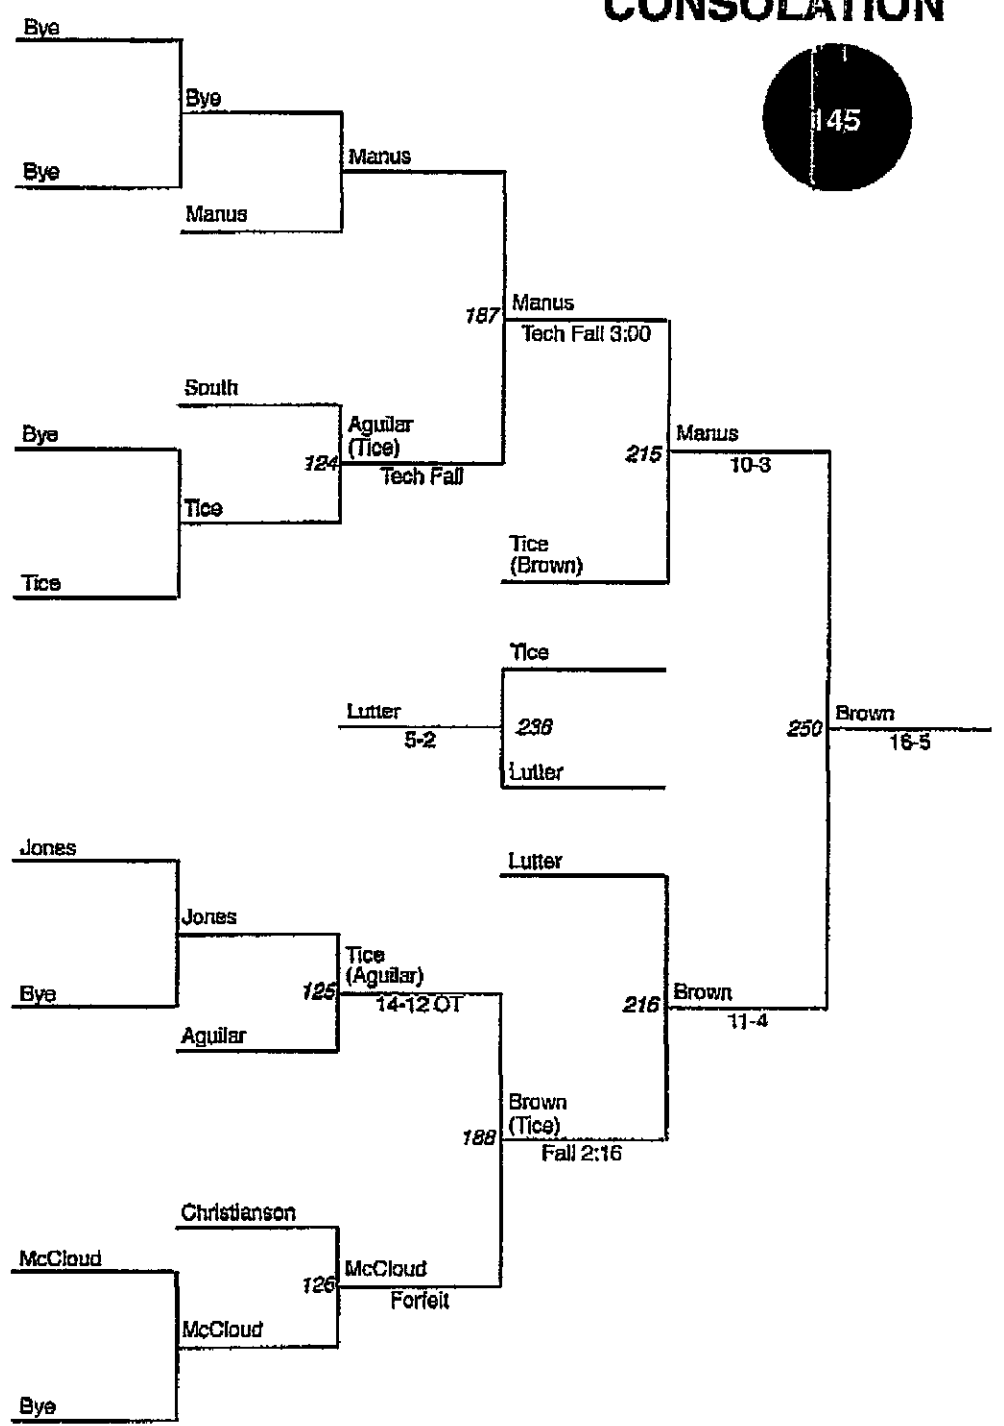 CONSOLATION
145
Bye
Bye
Bye
Manus
Manus
187
Manus
Tech Fall 3:00
South
Bye
Aguilar
(Tice)
124
Tech Fall
Tice
Tice
215
Manus
10-3
Tice
(Brown)
Tice
Lutter
5-2
236
Lutter
250
Brown
16-5
Jones
Lutter
Jones
Tice
(Aguilar)
125
14-12 OT
Bye
Aguilar
216
Brown
11-4
Brown
(Tice)
188
Fall 2:16
Christianson
McCloud
126
McCloud
Forfeit
McCloud
Bye